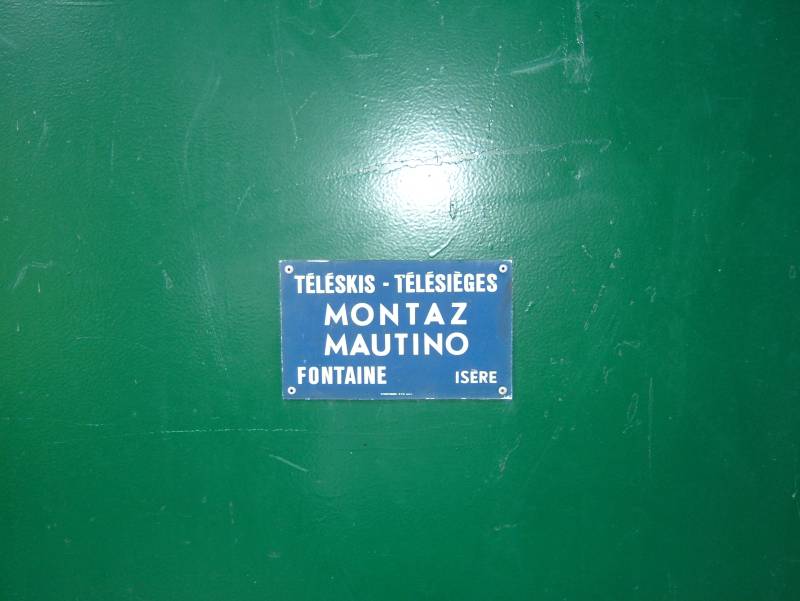 TÉLÉSKIS - TÉLÉSIÈGES
MONTAZ
MAUTINO
FONTAINE ISÈRE